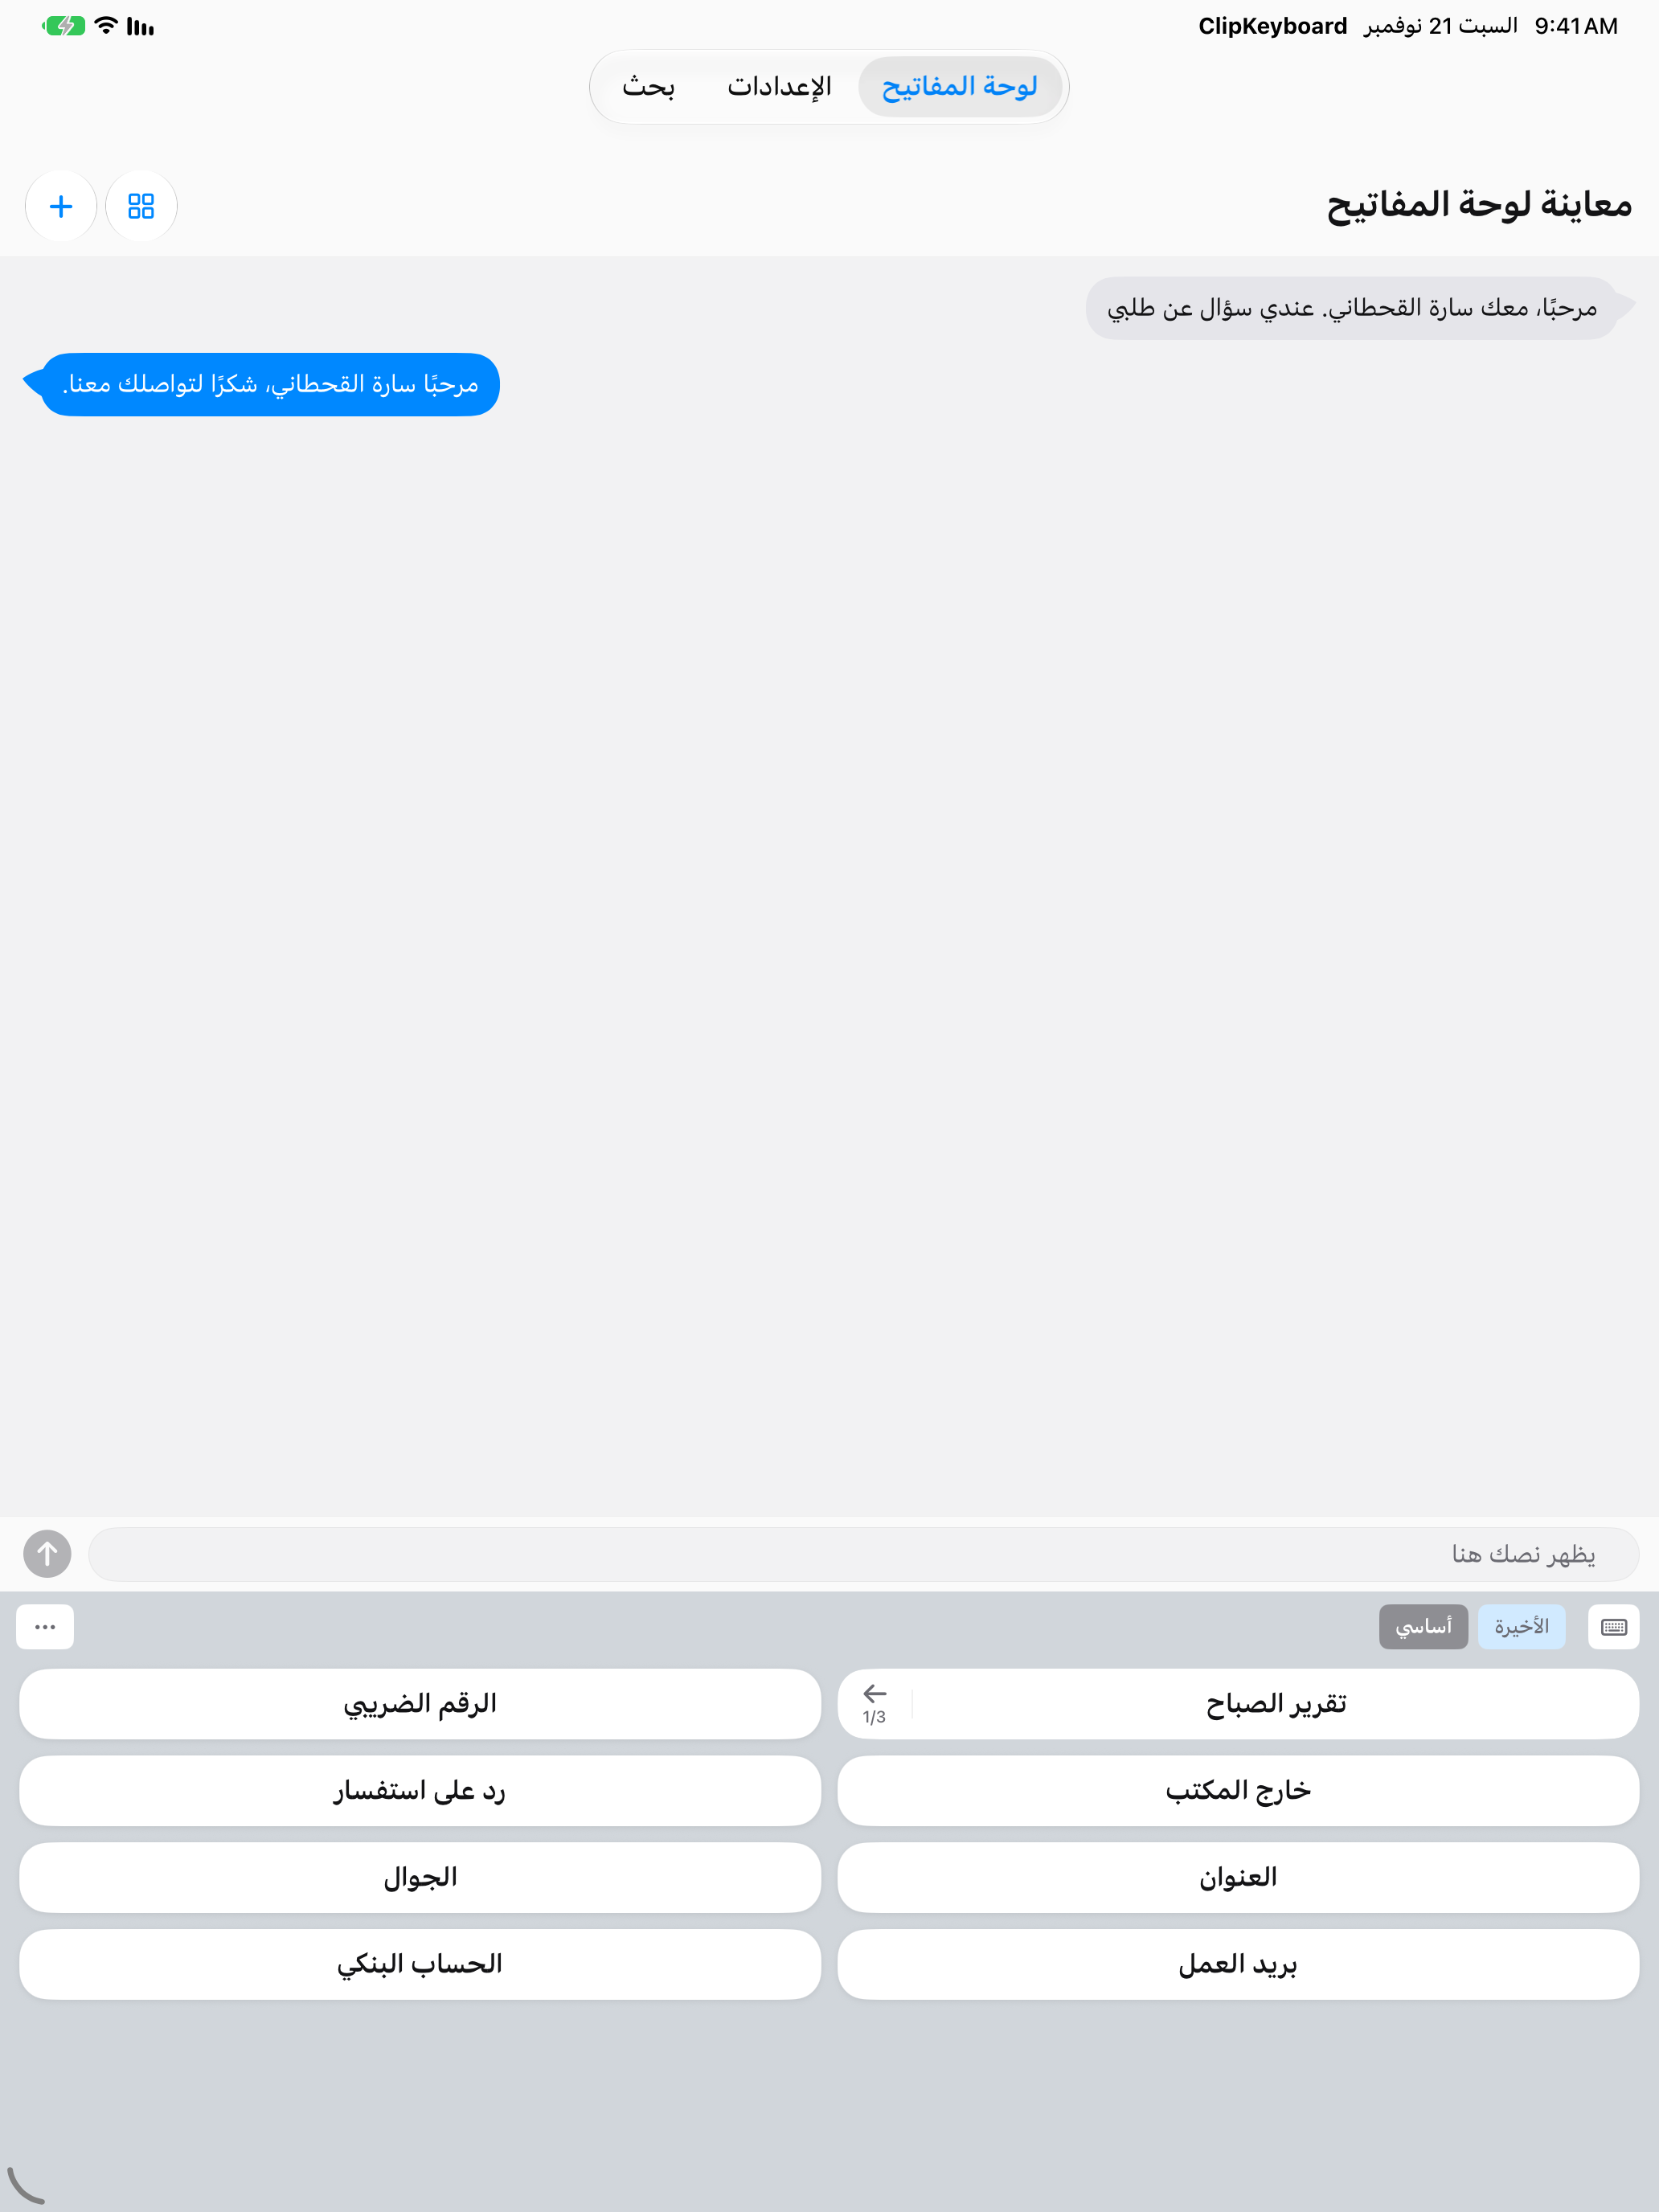 9:41 AM السبت 21 نوفمبر ClipKeyboard
لوحة المفاتيح الإعدادات بحث
معاينة لوحة المفاتيح
مرحبًا، معك سارة القحطاني. عندي سؤال عن طلبي
مرحبًا سارة القحطاني، شكرًا لتواصلك معنا.
يظهر نصك هنا
الأخيرة أساسي
تقرير الصباح 1/3 الرقم الضريبي
خارج المكتب رد على استفسار
العنوان الجوال
بريد العمل الحساب البنكي